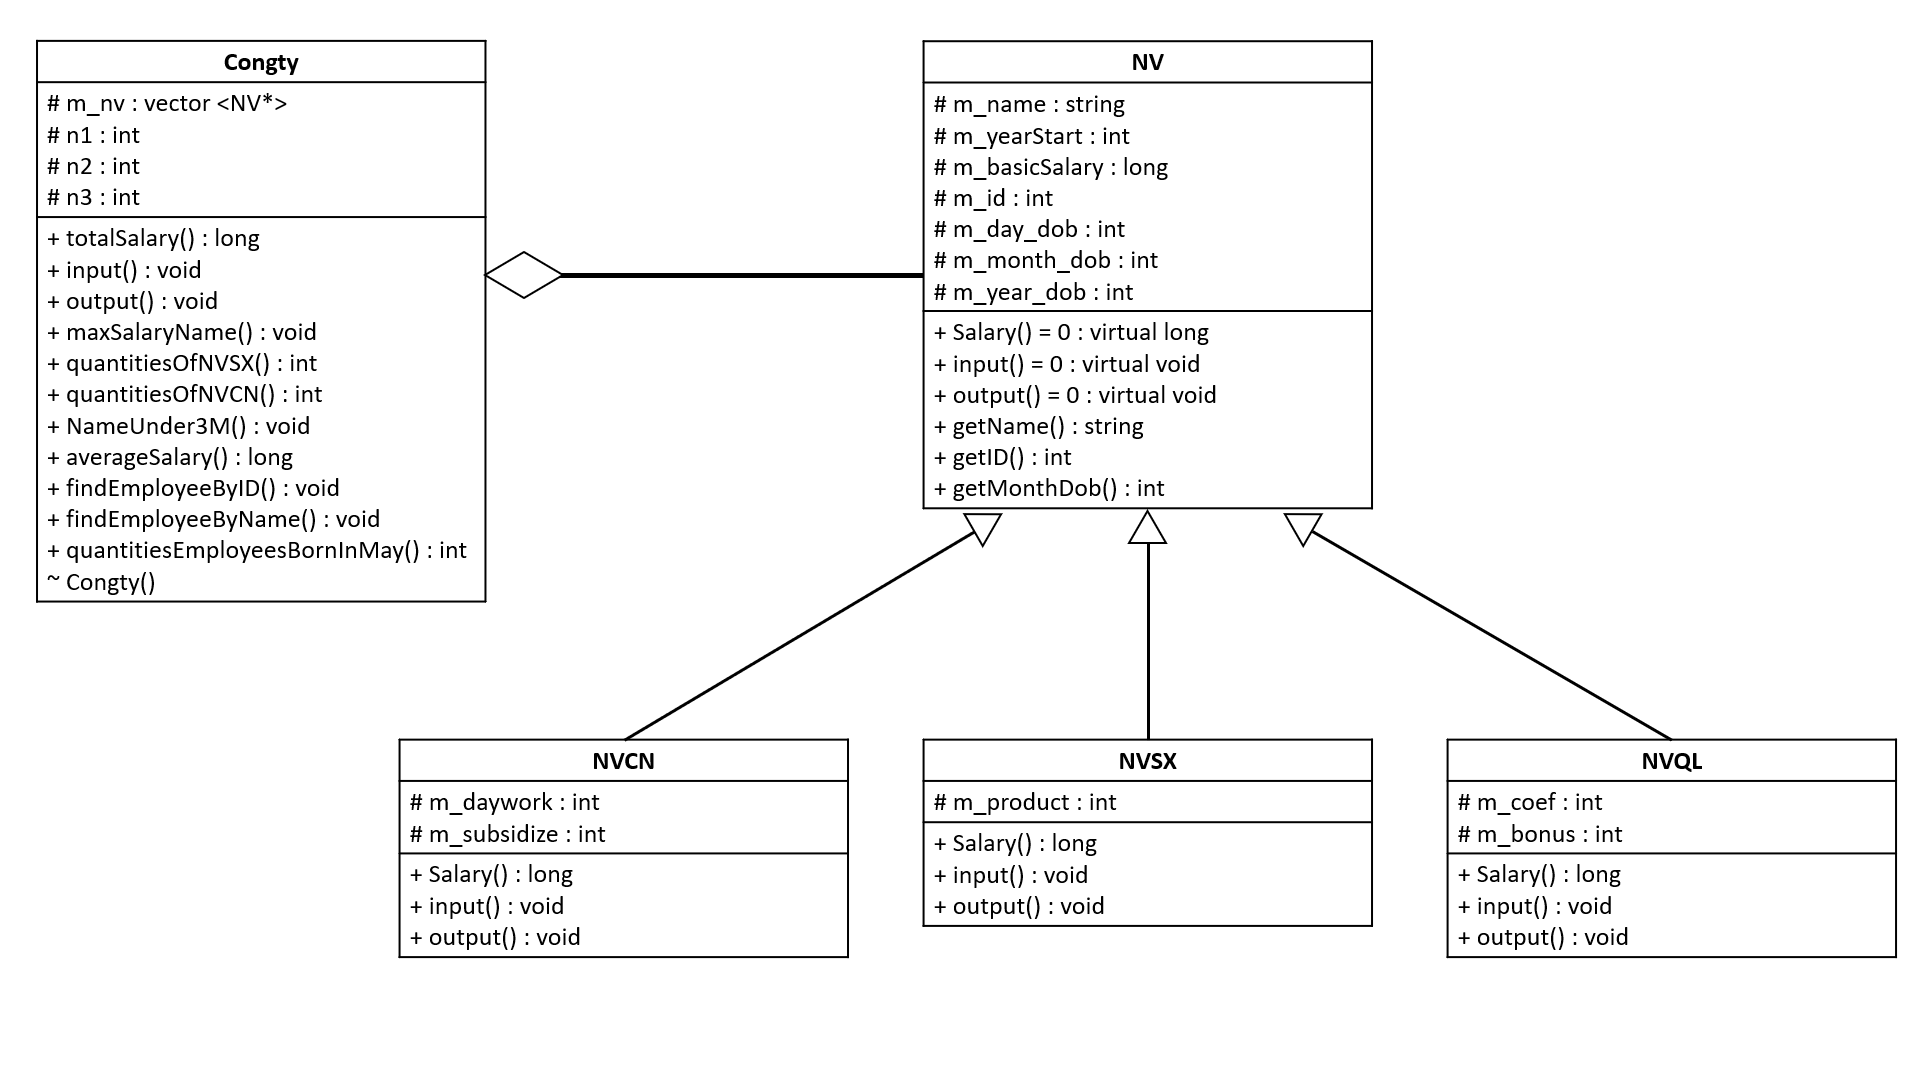 Congty
# m_nv : vector <NV*>
# n1 : int
# n2 : int
# n3 : int
+ totalSalary() : long
+ input() : void
+ output() : void
+ maxSalaryName() : void
+ quantitiesOfNVSX() : int
+ quantitiesOfNVCN() : int
+ NameUnder3M() : void
+ averageSalary() : long
+ findEmployeeByID() : void
+ findEmployeeByName() : void
+ quantitiesEmployeesBornInMay() : int
~ Congty()
NV
# m_name : string
# m_yearStart : int
# m_basicSalary : long
# m_id : int
# m_day_dob : int
# m_month_dob : int
# m_year_dob : int
+ Salary() = 0 : virtual long
+ input() = 0 : virtual void
+ output() = 0 : virtual void
+ getName() : string
+ getID() : int
+ getMonthDob() : int
NVCN
# m_daywork : int
# m_subsidize : int
+ Salary() : long
+ input() : void
+ output() : void
NVSX
# m_product : int
+ Salary() : long
+ input() : void
+ output() : void
NVQL
# m_coef : int
# m_bonus : int
+ Salary() : long
+ input() : void
+ output() : void